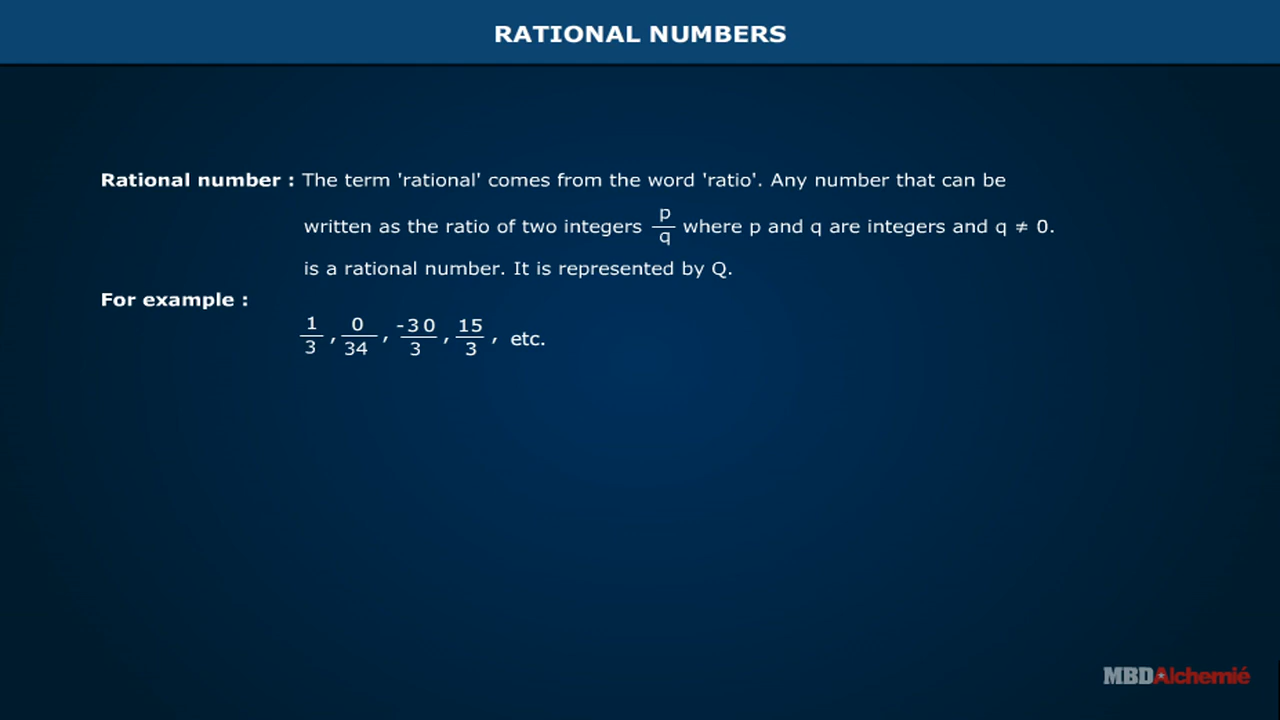 RATIONAL NUMBERS
Rational number : The term 'rational' comes from the word 'ratio'. Any number that can be
written as the ratio of two integers p/q where p and q are integers and q ≠ 0.
is a rational number. It is represented by Q.
For example :
1/3 , 0/34 , -30/3 , 15/3 , etc.
MBDAlchemié